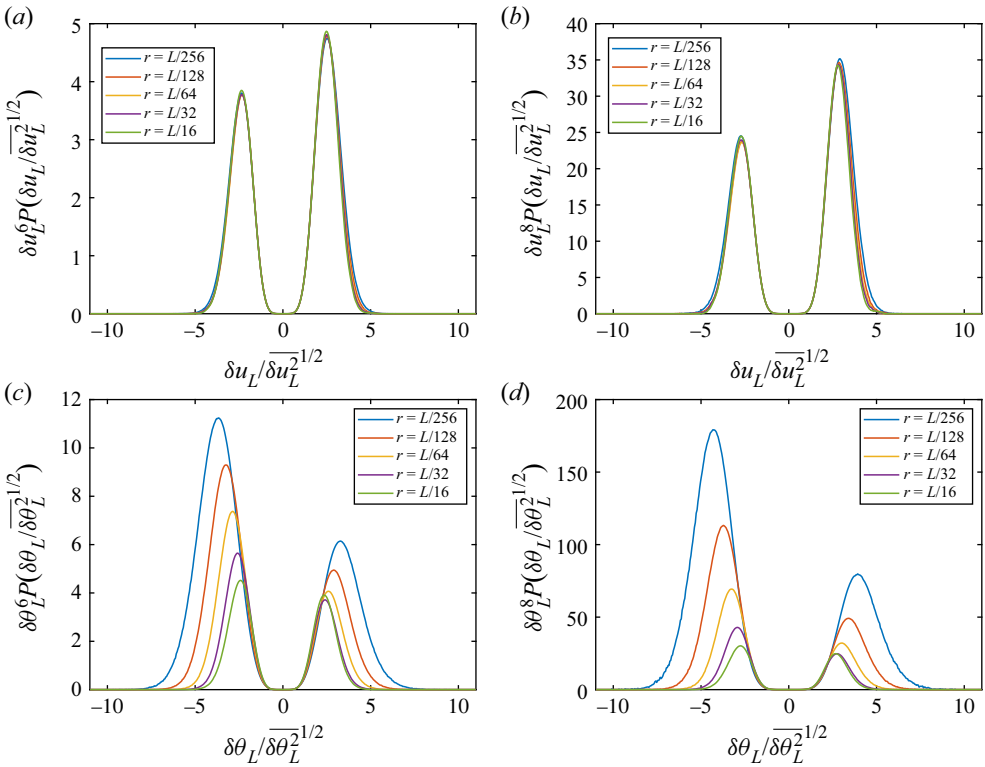 (a)
δu_L^6 P(δu_L/\overline{δu_L^2}^{1/2})
5
4
3
2
1
0
r = L/256
r = L/128
r = L/64
r = L/32
r = L/16
−10 −5 0 5 10
δu_L/\overline{δu_L^2}^{1/2}
(b)
δu_L^8 P(δu_L/\overline{δu_L^2}^{1/2})
40
35
30
25
20
15
10
5
0
r = L/256
r = L/128
r = L/64
r = L/32
r = L/16
−10 −5 0 5 10
δu_L/\overline{δu_L^2}^{1/2}
(c)
δθ_L^6 P(δθ_L/\overline{δθ_L^2}^{1/2})
12
10
8
6
4
2
0
r = L/256
r = L/128
r = L/64
r = L/32
r = L/16
−10 −5 0 5 10
δθ_L/\overline{δθ_L^2}^{1/2}
(d)
δθ_L^8 P(δθ_L/\overline{δθ_L^2}^{1/2})
200
150
100
50
0
r = L/256
r = L/128
r = L/64
r = L/32
r = L/16
−10 −5 0 5 10
δθ_L/\overline{δθ_L^2}^{1/2}